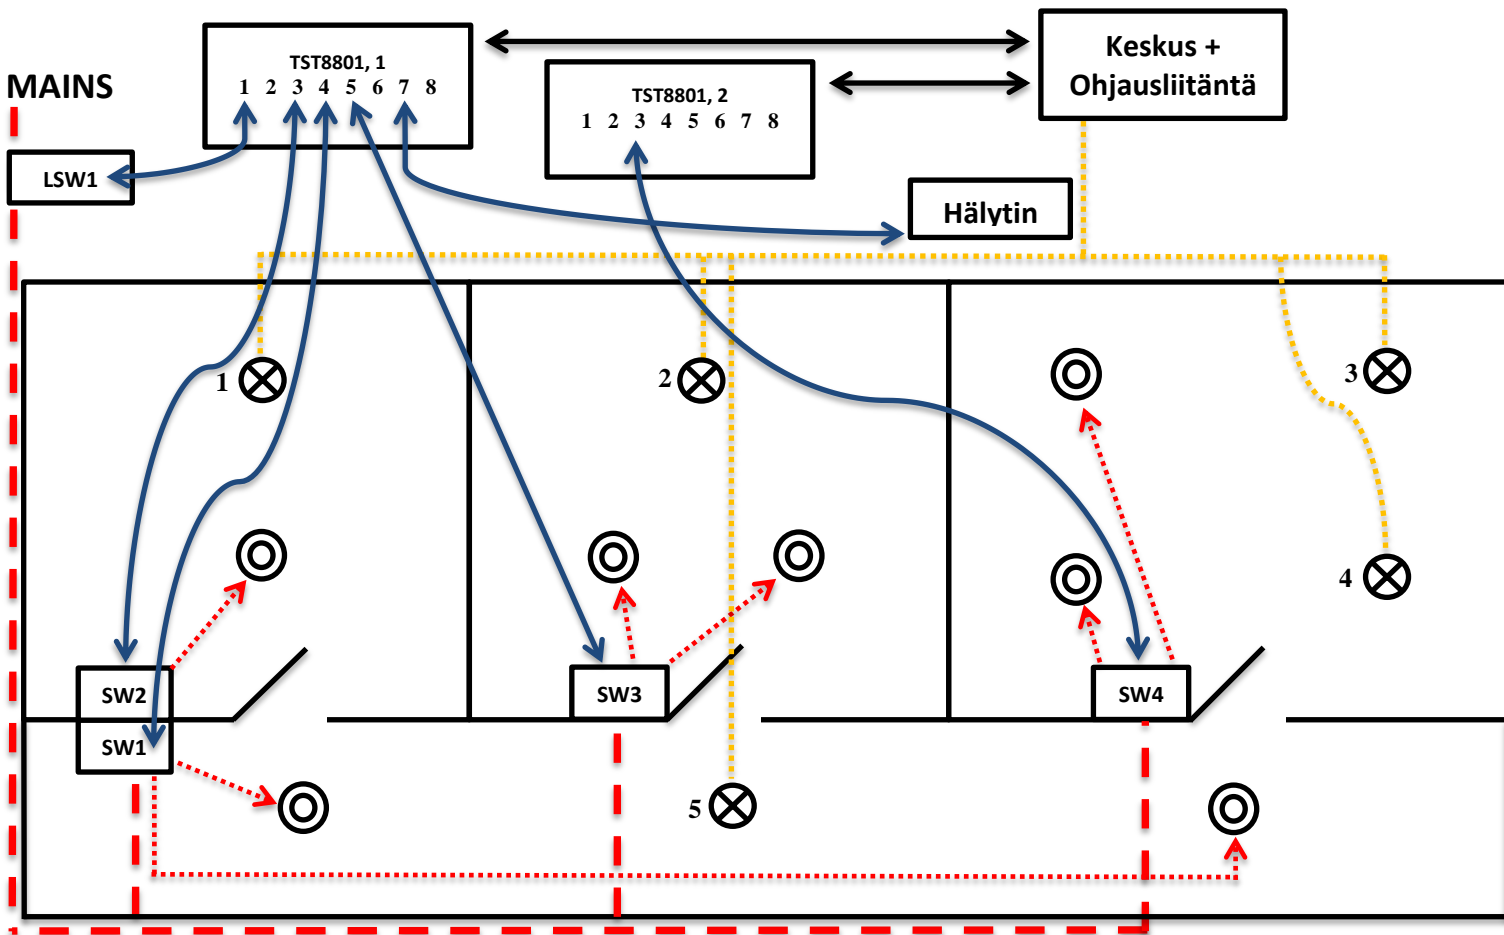 TST8801, 1
1 2 3 4 5 6 7 8
Keskus +
Ohjausliitäntä
MAINS
TST8801, 2
1 2 3 4 5 6 7 8
LSW1
Hälytin
1
2
3
4
SW2
SW3
SW4
SW1
5